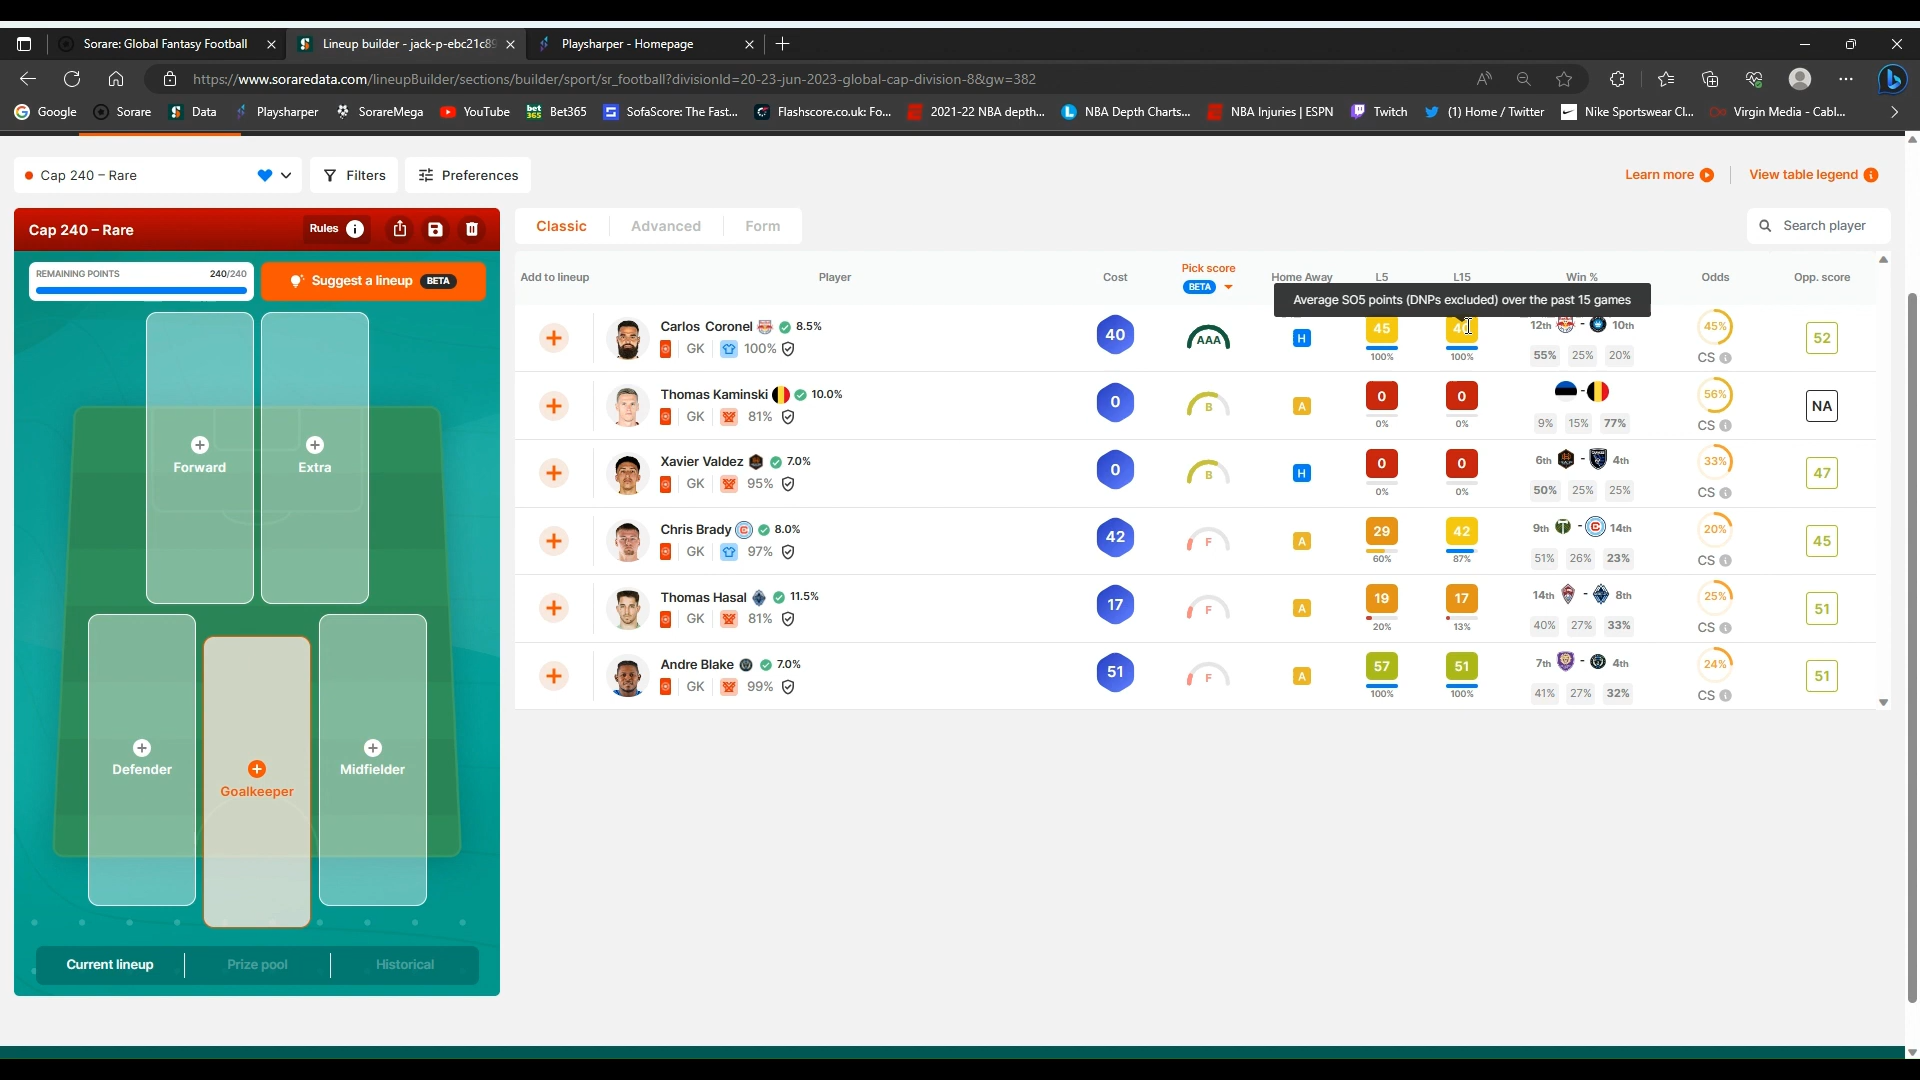 Sorare: Global Fantasy Football
Lineup builder - jack-p-ebc21c89
Playsharper - Homepage
https://www.soraredata.com/lineupBuilder/sections/builder/sport/sr_football?divisionId=20-23-jun-2023-global-cap-division-8&gw=382
Google
Sorare
Data
Playsharper
SorareMega
YouTube
Bet365
SofaScore: The Fast...
Flashscore.co.uk: Fo...
2021-22 NBA depth...
NBA Depth Charts...
NBA Injuries | ESPN
Twitch
(1) Home / Twitter
Nike Sportswear Cl...
Virgin Media - Cabl...
Cap 240 – Rare
Filters
Preferences
Learn more
View table legend
Cap 240 – Rare
Rules
REMAINING POINTS 240/240
Suggest a lineup BETA
Forward
Extra
Defender
Goalkeeper
Midfielder
Current lineup
Prize pool
Historical
Classic
Advanced
Form
Search player
Add to lineup
Player
Cost
Pick score
BETA
Home Away
L5
L15
Win %
Odds
Opp. score
Average SO5 points (DNPs excluded) over the past 15 games
Carlos Coronel 8.5%
GK 100%
40
AAA
H
45
100%
100%
12th - 10th
55% 25% 20%
45%
CS
52
Thomas Kaminski 10.0%
GK 81%
0
B
A
0
0%
0
0%
-
9% 15% 77%
56%
CS
NA
Xavier Valdez 7.0%
GK 95%
0
B
H
0
0%
0
0%
6th - 4th
50% 25% 25%
33%
CS
47
Chris Brady 8.0%
GK 97%
42
F
A
29
60%
42
87%
9th - 14th
51% 26% 23%
20%
CS
45
Thomas Hasal 11.5%
GK 81%
17
F
A
19
20%
17
13%
14th - 8th
40% 27% 33%
25%
CS
51
Andre Blake 7.0%
GK 99%
51
F
A
57
100%
51
100%
7th - 4th
41% 27% 32%
24%
CS
51